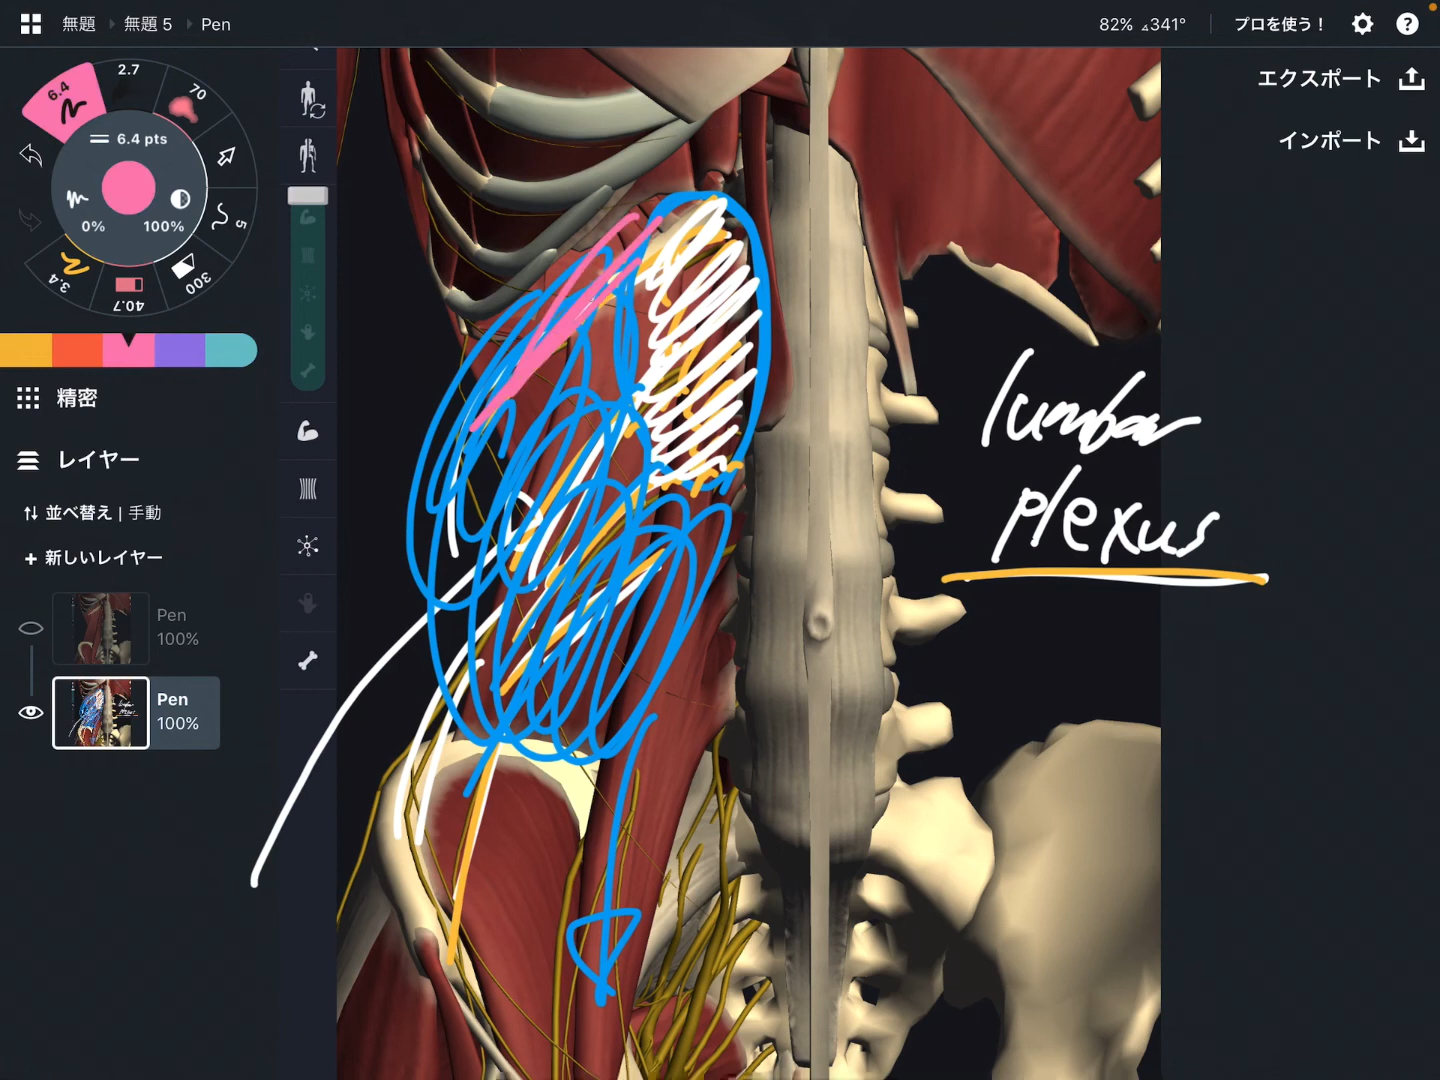 無題 無題 5 Pen
82% ⊿341° プロを使う！ ?
エクスポート
インポート
2.7
6.4
70
6.4 pts
0% 100%
5
3.4
40.7
300
精密
レイヤー
並べ替え | 手動
+ 新しいレイヤー
Pen
100%
Pen
100%
lumbar
plexus